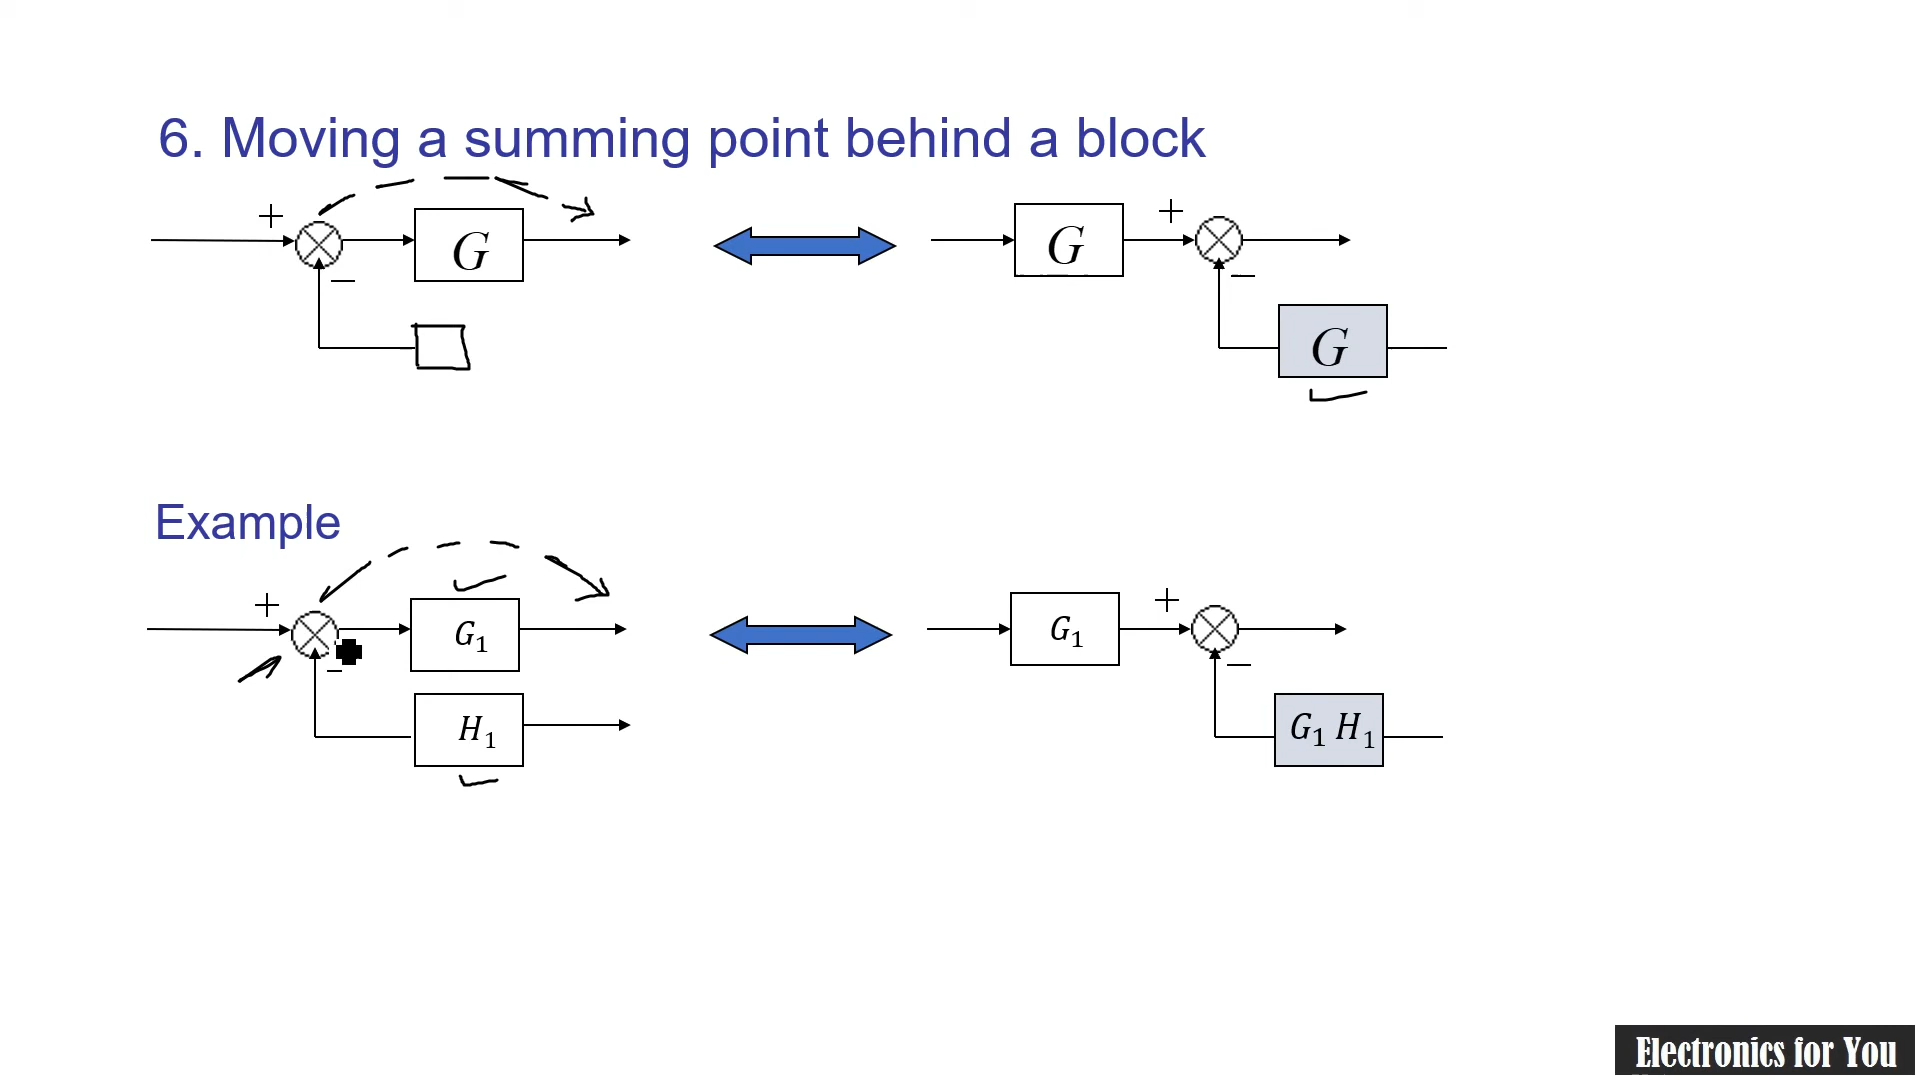 6. Moving a summing point behind a block
+ G + G
− − G
Example
+ G₁ + G₁
− H₁ − G₁ H₁
Electronics for You